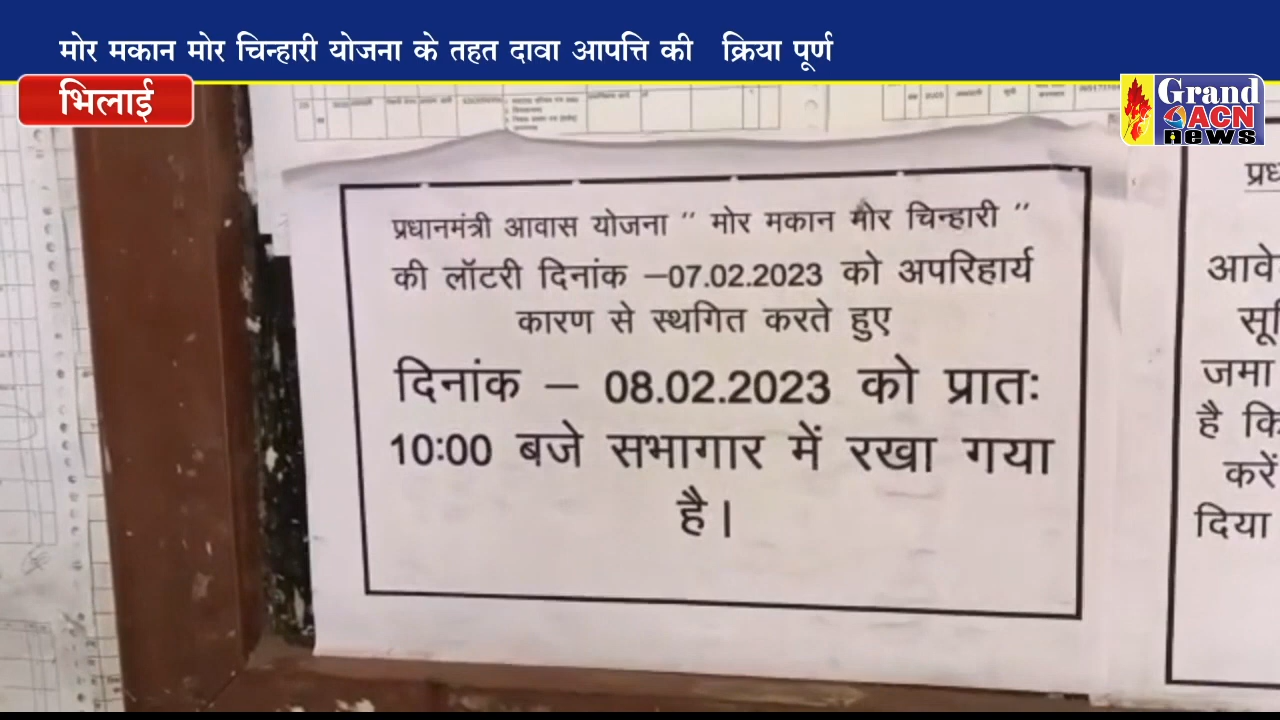 मोर मकान मोर चिन्हारी योजना के तहत दावा आपत्ति की क्रिया पूर्ण
भिलाई
Grand
ACN
news
प्रधानमंत्री आवास योजना " मोर मकान मोर चिन्हारी "
की लॉटरी दिनांक –07.02.2023 को अपरिहार्य
कारण से स्थगित करते हुए
दिनांक – 08.02.2023 को प्रातः
10:00 बजे सभागार में रखा गया
है।
जमा
है
करें
दिया